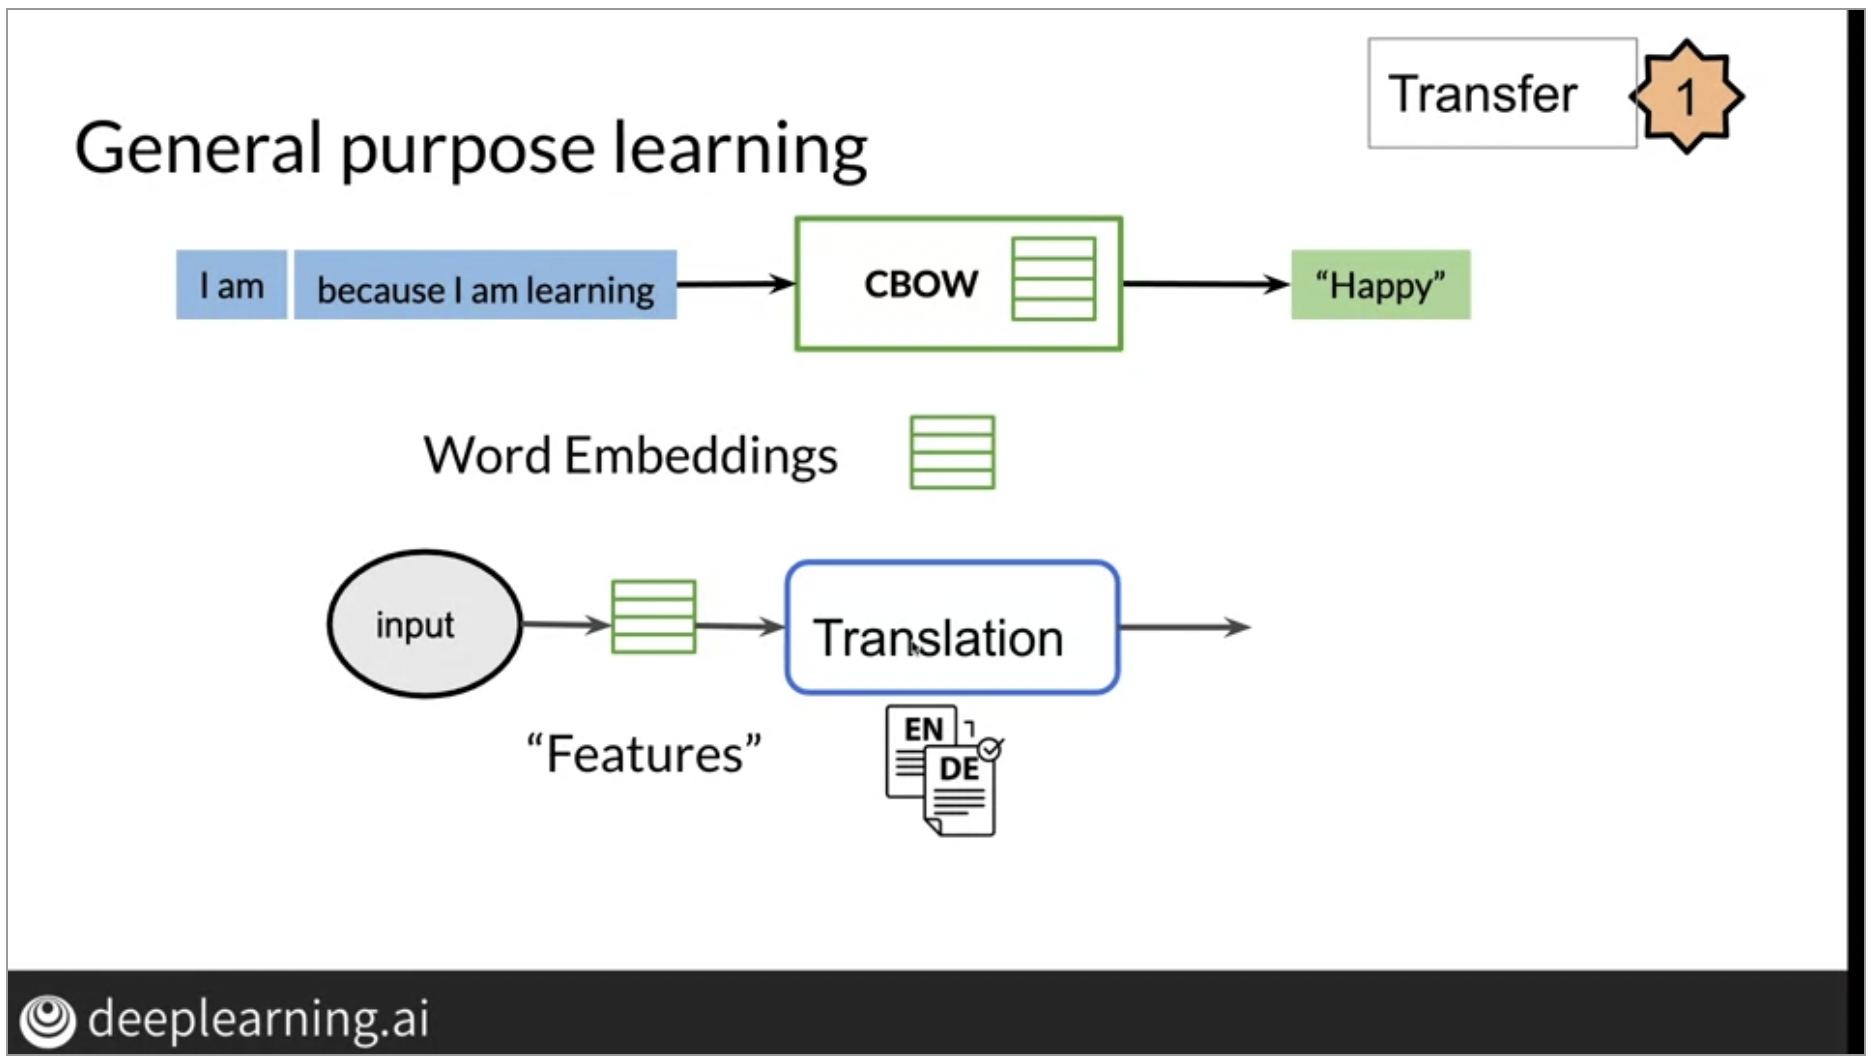 Transfer
1
General purpose learning
I am
because I am learning
CBOW
“Happy”
Word Embeddings
input
Translation
“Features”
EN
DE
deeplearning.ai